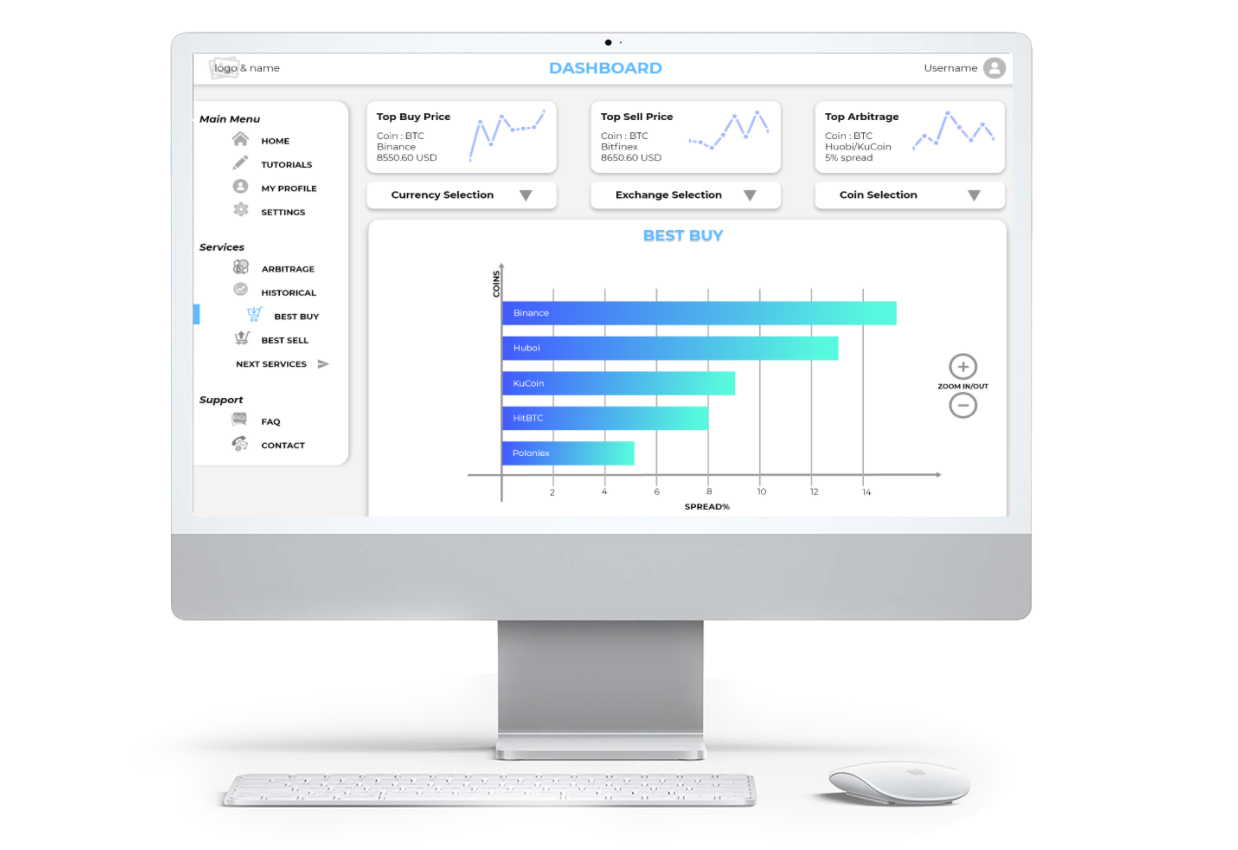 logo & name
DASHBOARD
Username
Main Menu
HOME
TUTORIALS
MY PROFILE
SETTINGS
Services
ARBITRAGE
HISTORICAL
BEST BUY
BEST SELL
NEXT SERVICES
Support
FAQ
CONTACT
Top Buy Price
Coin : BTC
Binance
8550.60 USD
Top Sell Price
Coin : BTC
Bitfinex
8650.60 USD
Top Arbitrage
Coin : BTC
Huobi/KuCoin
5% spread
Currency Selection
Exchange Selection
Coin Selection
BEST BUY
COINS
Binance
Huboi
KuCoin
HitBTC
Poloniex
2 4 6 8 10 12 14
SPREAD%
ZOOM IN/OUT